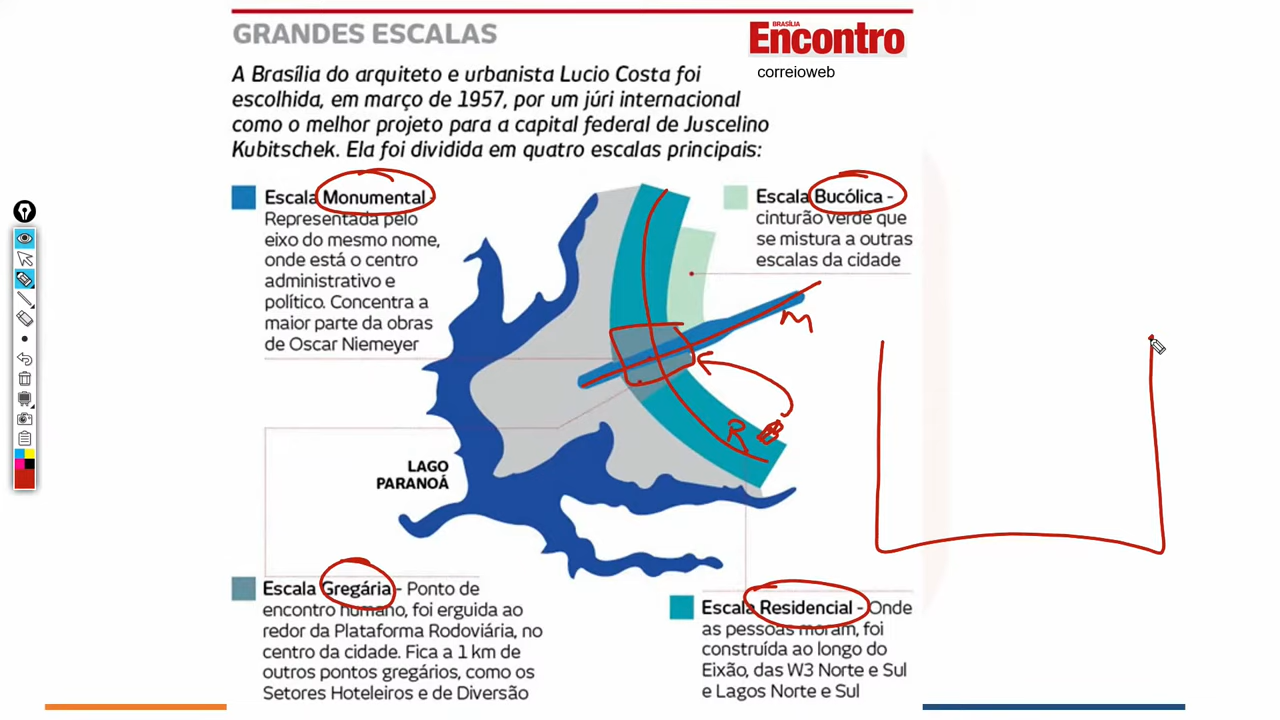 GRANDES ESCALAS
BRASÍLIA
Encontro
correioweb
A Brasília do arquiteto e urbanista Lucio Costa foi
escolhida, em março de 1957, por um júri internacional
como o melhor projeto para a capital federal de Juscelino
Kubitschek. Ela foi dividida em quatro escalas principais:
Escala Monumental -
Representada pelo
eixo do mesmo nome,
onde está o centro
administrativo e
político. Concentra a
maior parte da obras
de Oscar Niemeyer
Escala Bucólica -
cinturão verde que
se mistura a outras
escalas da cidade
M
R
LAGO
PARANOÁ
Escala Gregária - Ponto de
encontro humano, foi erguida ao
redor da Plataforma Rodoviária, no
centro da cidade. Fica a 1 km de
outros pontos gregários, como os
Setores Hoteleiros e de Diversão
Escala Residencial - Onde
as pessoas moram, foi
construída ao longo do
Eixão, das W3 Norte e Sul
e Lagos Norte e Sul